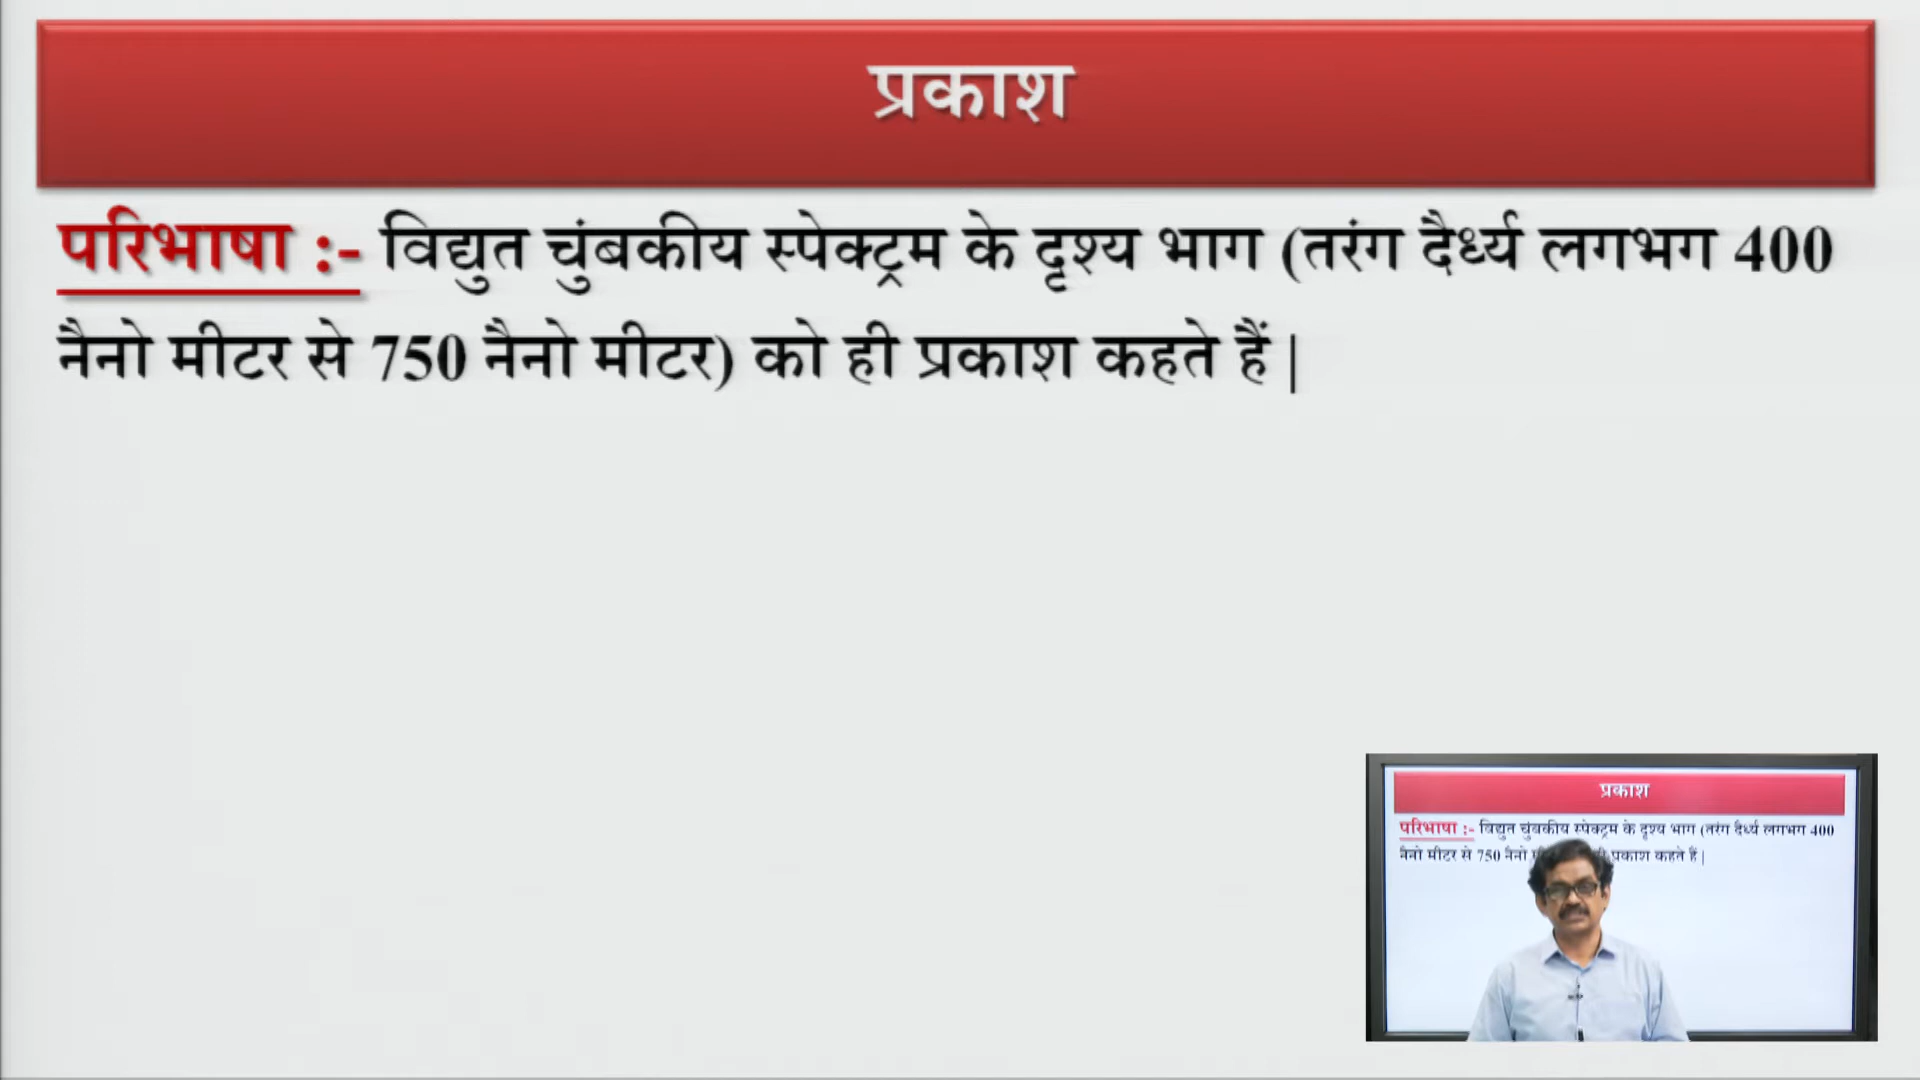 प्रकाश
परिभाषा :- विद्युत चुंबकीय स्पेक्ट्रम के दृश्य भाग (तरंग दैर्ध्य लगभग 400
नैनो मीटर से 750 नैनो मीटर) को ही प्रकाश कहते हैं |
प्रकाश
परिभाषा :- विद्युत चुंबकीय स्पेक्ट्रम के दृश्य भाग (तरंग दैर्ध्य लगभग 400
नैनो मीटर से 750 नैनो ही प्रकाश कहते हैं |